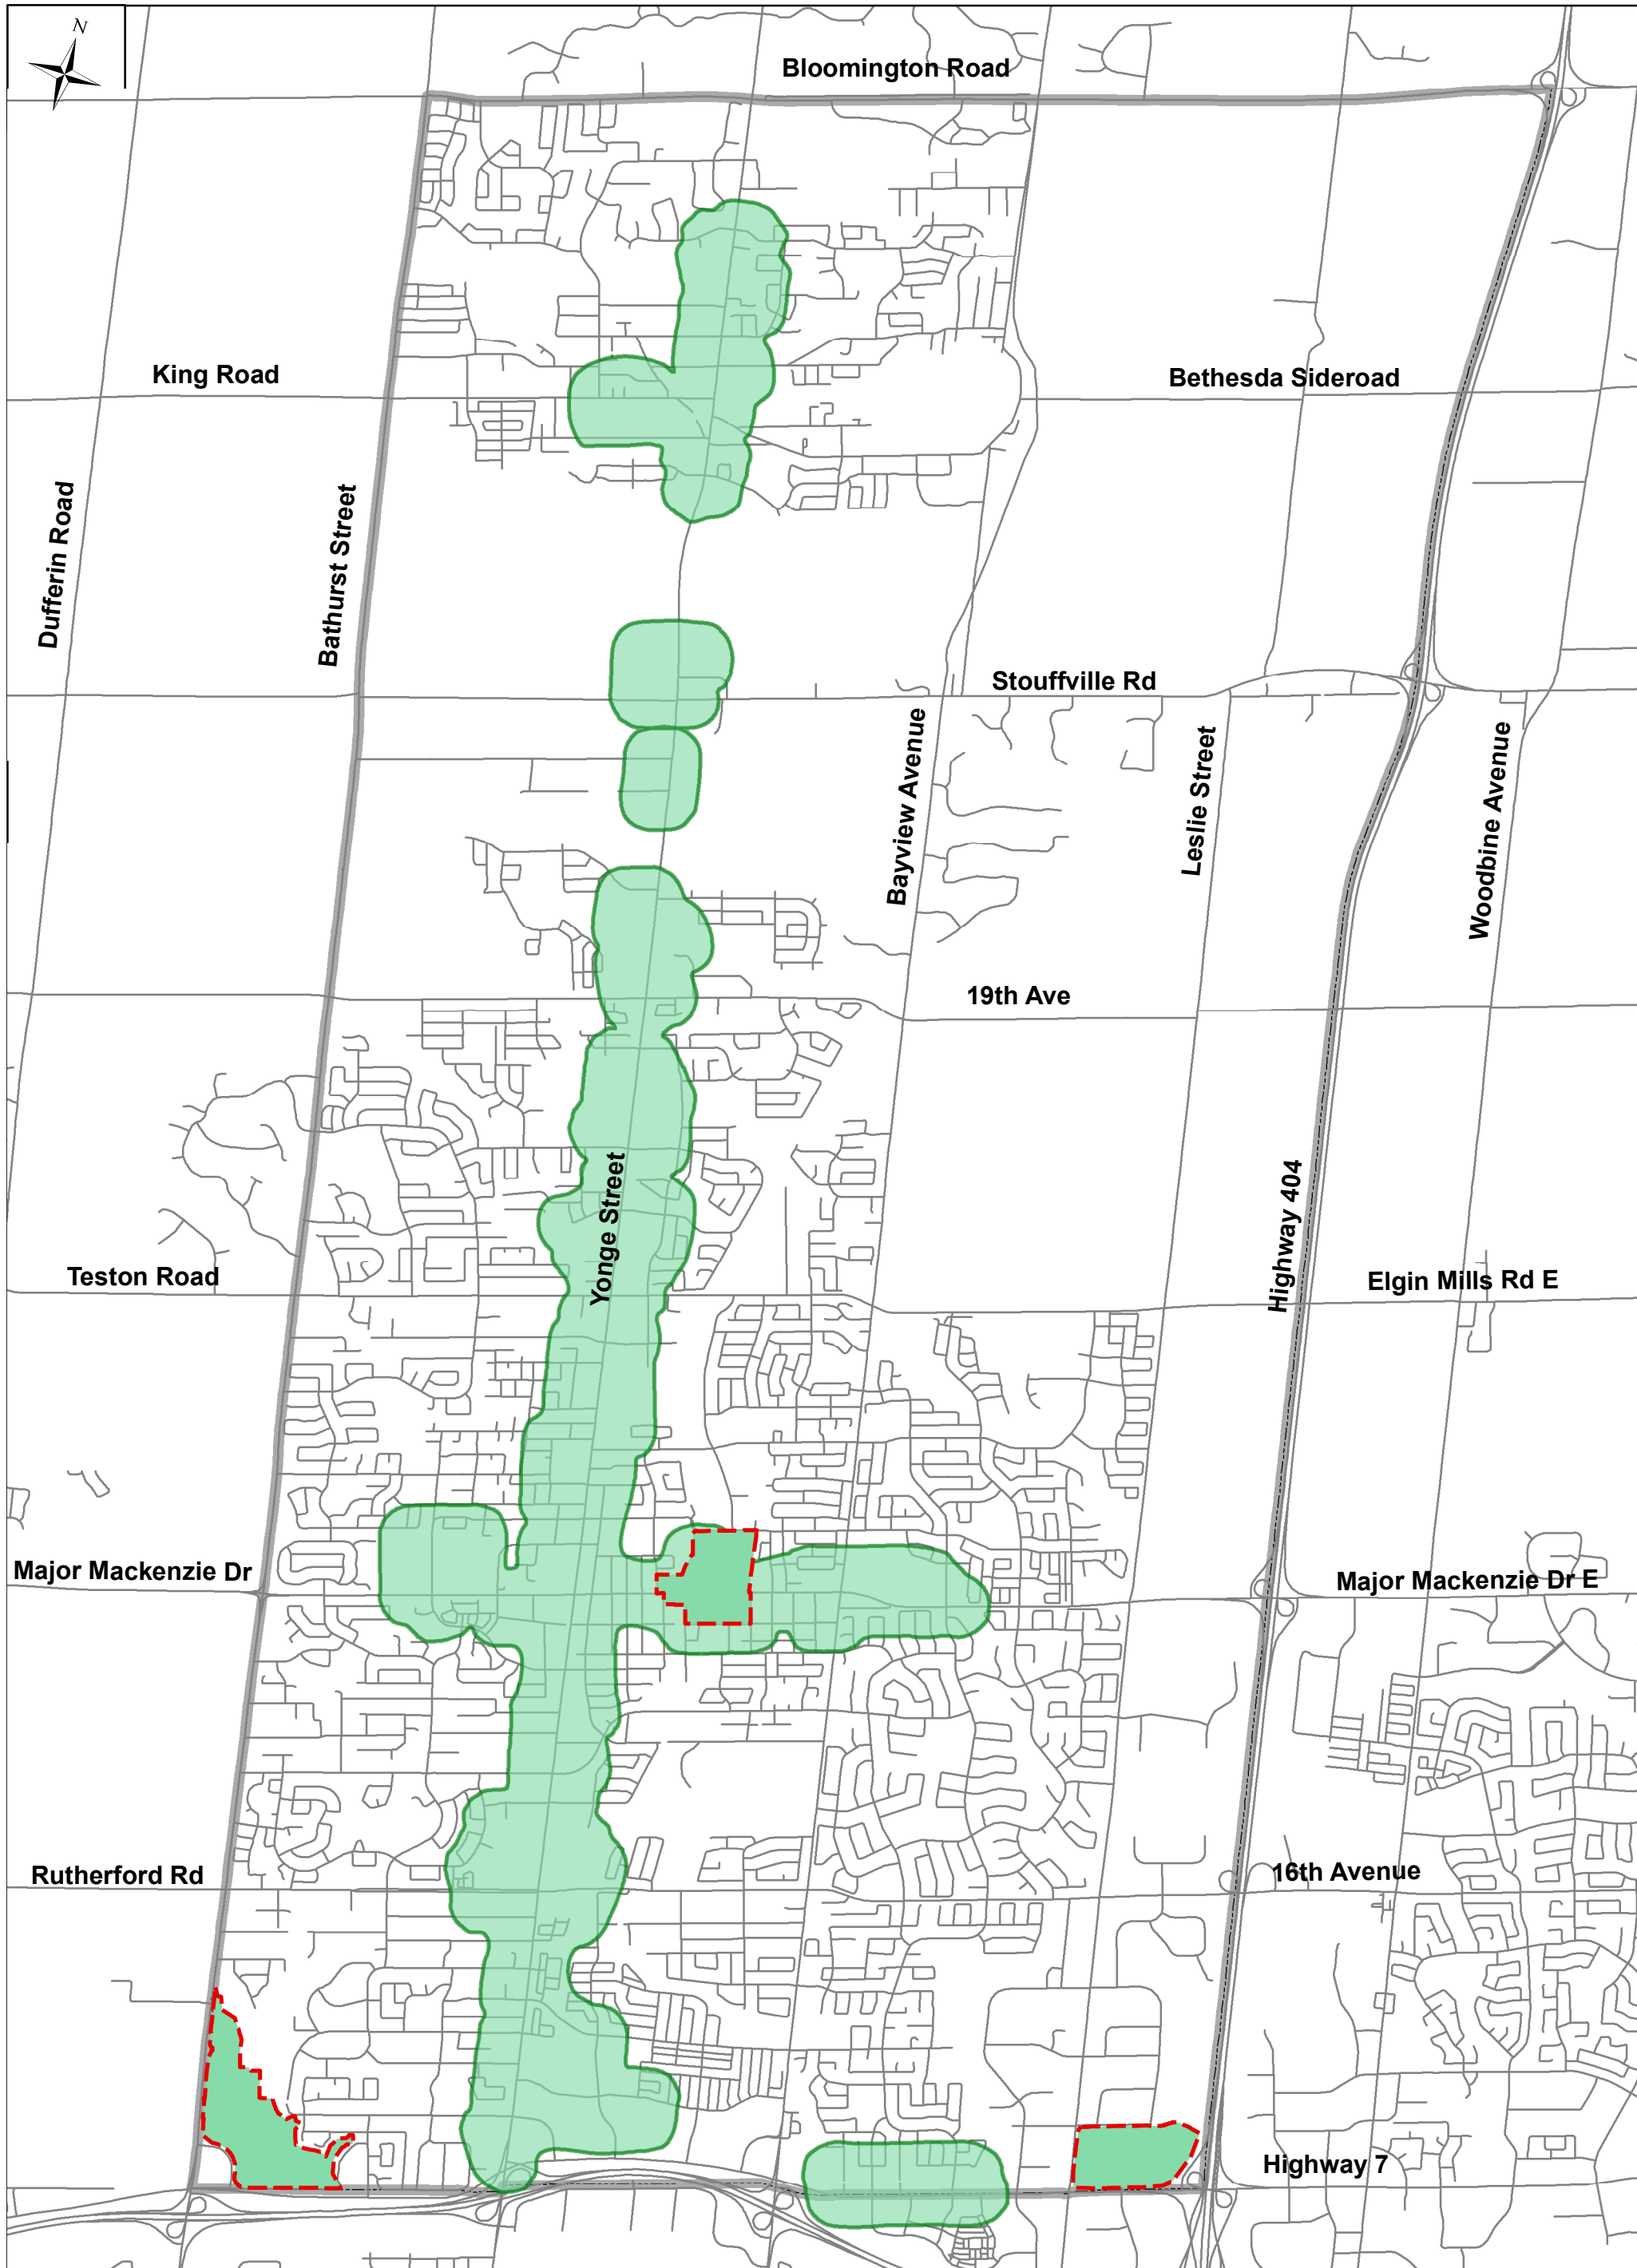 N
Bloomington Road
King Road
Bethesda Sideroad
Dufferin Road
Bathurst Street
Stouffville Rd
Bayview Avenue
Leslie Street
Woodbine Avenue
19th Ave
Yonge Street
Highway 404
Teston Road
Elgin Mills Rd E
Major Mackenzie Dr
Major Mackenzie Dr E
Rutherford Rd
16th Avenue
Highway 7